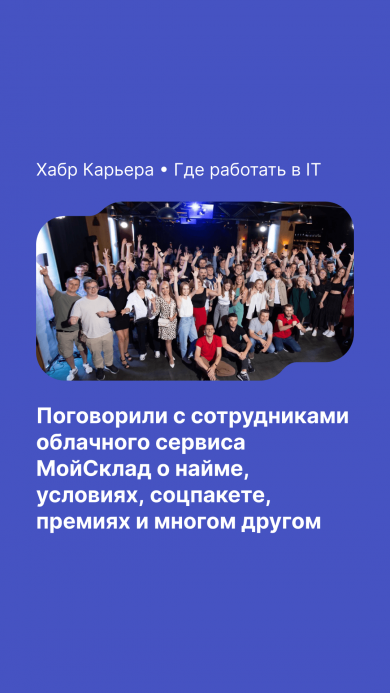 Хабр Карьера • Где работать в IT
Поговорили с сотрудниками
облачного сервиса
МойСклад о найме,
условиях, соцпакете,
премиях и многом другом